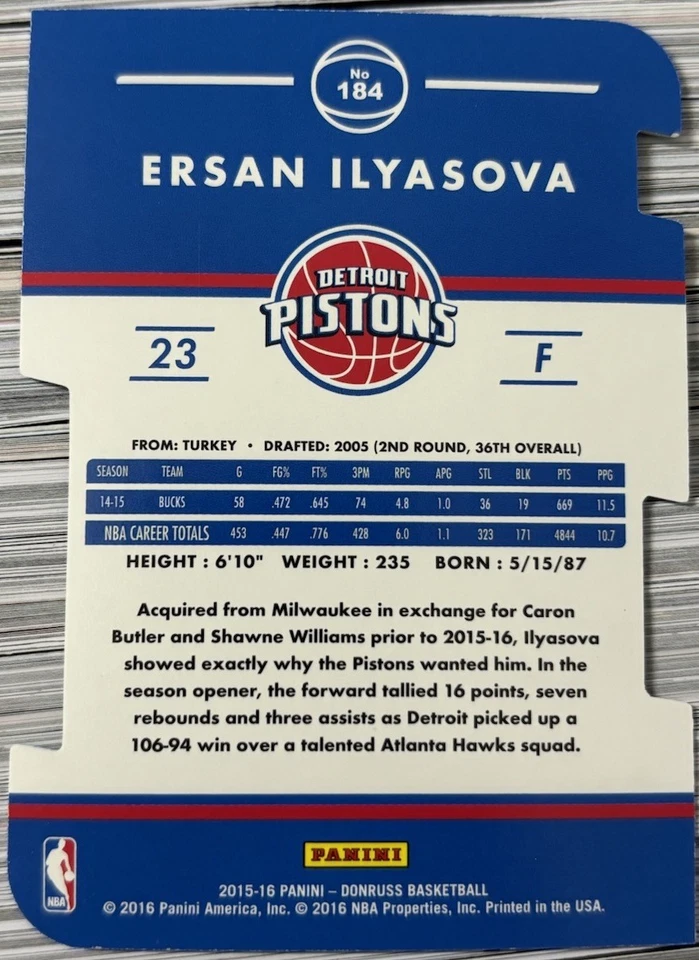 No
184
ERSAN ILYASOVA
DETROIT
PISTONS
23
F
FROM: TURKEY • DRAFTED: 2005 (2ND ROUND, 36TH OVERALL)
SEASON TEAM G FG% FT% 3PM RPG APG STL BLK PTS PPG
14-15 BUCKS 58 .472 .645 74 4.8 1.0 36 19 669 11.5
NBA CAREER TOTALS 453 .447 .776 428 6.0 1.1 323 171 4844 10.7
HEIGHT : 6'10" WEIGHT : 235 BORN : 5/15/87
Acquired from Milwaukee in exchange for Caron
Butler and Shawne Williams prior to 2015-16, Ilyasova
showed exactly why the Pistons wanted him. In the
season opener, the forward tallied 16 points, seven
rebounds and three assists as Detroit picked up a
106-94 win over a talented Atlanta Hawks squad.
PANINI
NBA
2015-16 PANINI – DONRUSS BASKETBALL
© 2016 Panini America, Inc. © 2016 NBA Properties, Inc. Printed in the USA.